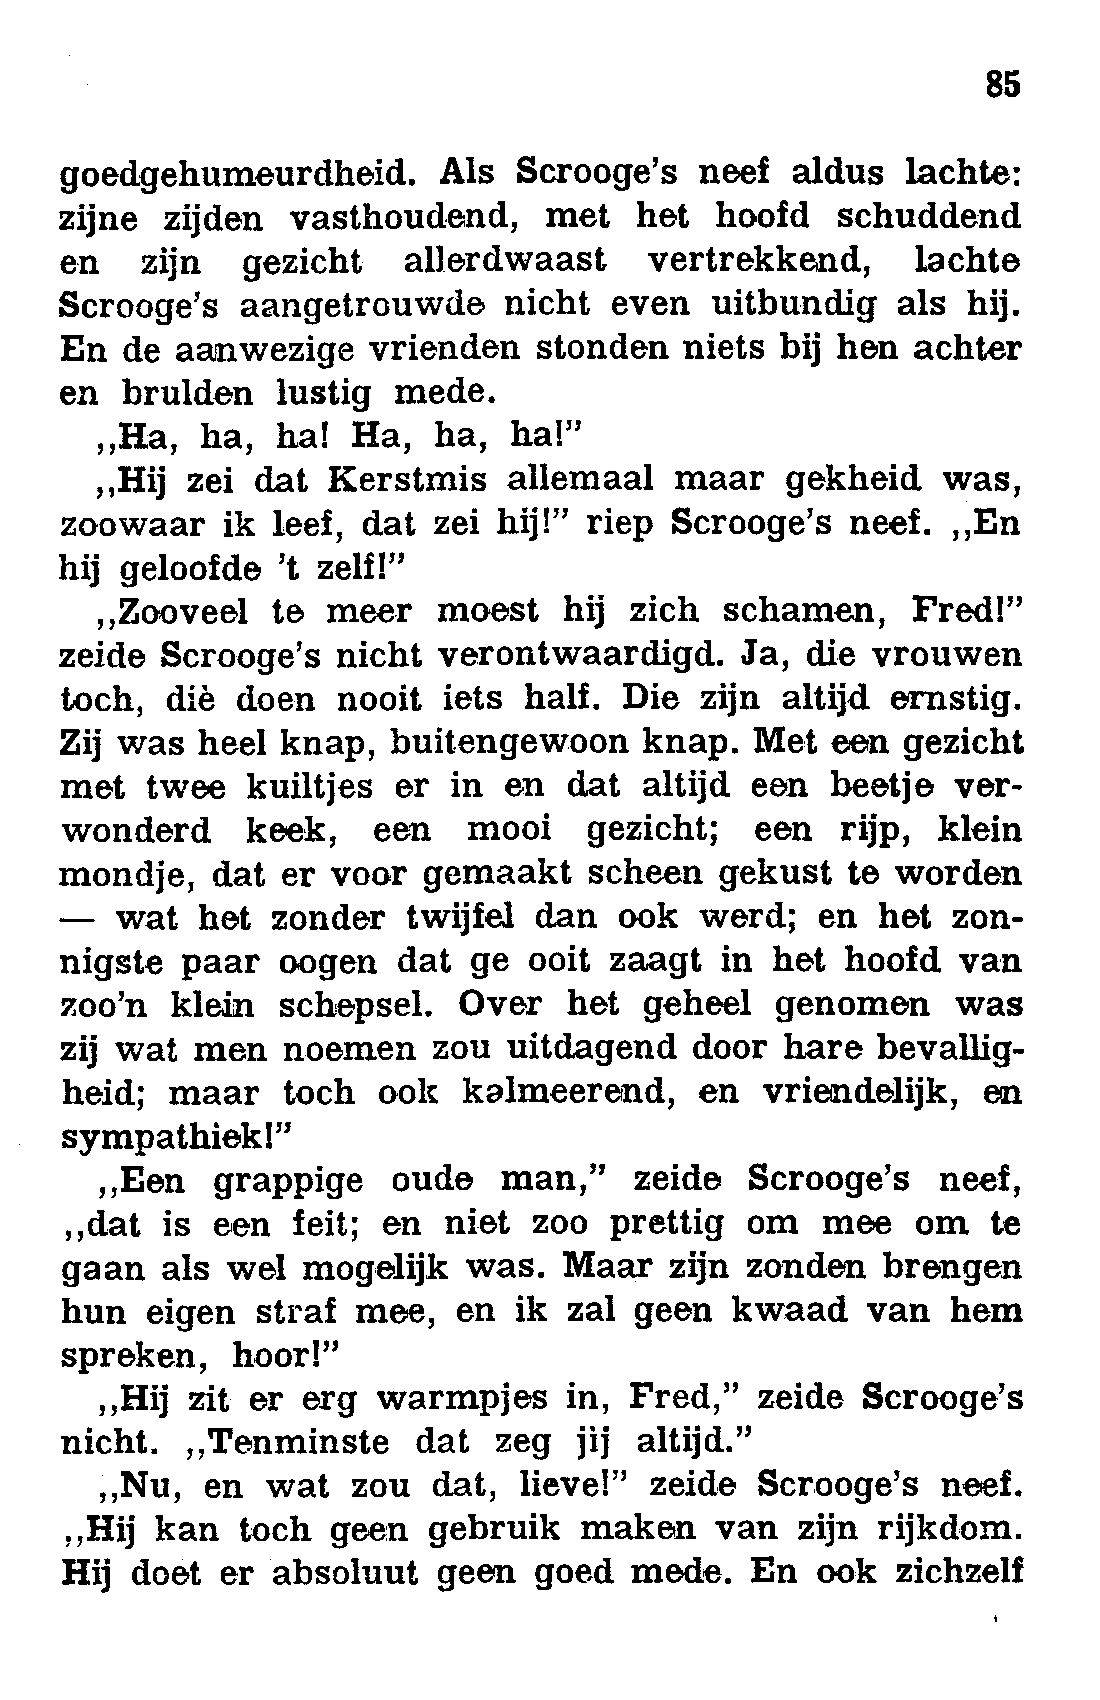 85
goedgehumeurdheid. Als Scrooge's neef aldus lachte:
zijne zijden vasthoudend, met het hoofd schuddend
en zijn gezicht allerdwaast vertrekkend, lachte
Scrooge's aangetrouwde nicht even uitbundig als hij.
En de aanwezige vrienden stonden niets bij hen achter
en brulden lustig mede.
,,Ha, ha, ha! Ha, ha, ha!”
,,Hij zei dat Kerstmis allemaal maar gekheid was,
zoowaar ik leef, dat zei hij!” riep Scrooge's neef. ,,En
hij geloofde 't zelf!”
,,Zooveel te meer moest hij zich schamen, Fred!”
zeide Scrooge's nicht verontwaardigd. Ja, die vrouwen
toch, diè doen nooit iets half. Die zijn altijd ernstig.
Zij was heel knap, buitengewoon knap. Met een gezicht
met twee kuiltjes er in en dat altijd een beetje ver-
wonderd keek, een mooi gezicht; een rijp, klein
mondje, dat er voor gemaakt scheen gekust te worden
— wat het zonder twijfel dan ook werd; en het zon-
nigste paar oogen dat ge ooit zaagt in het hoofd van
zoo'n klein schepsel. Over het geheel genomen was
zij wat men noemen zou uitdagend door hare bevallig-
heid; maar toch ook kalmeerend, en vriendelijk, en
sympathiek!”
,,Een grappige oude man,” zeide Scrooge's neef,
,,dat is een feit; en niet zoo prettig om mee om te
gaan als wel mogelijk was. Maar zijn zonden brengen
hun eigen straf mee, en ik zal geen kwaad van hem
spreken, hoor!”
,,Hij zit er erg warmpjes in, Fred,” zeide Scrooge's
nicht. ,,Tenminste dat zeg jij altijd.”
,,Nu, en wat zou dat, lieve!” zeide Scrooge's neef.
,,Hij kan toch geen gebruik maken van zijn rijkdom.
Hij doet er absoluut geen goed mede. En ook zichzelf